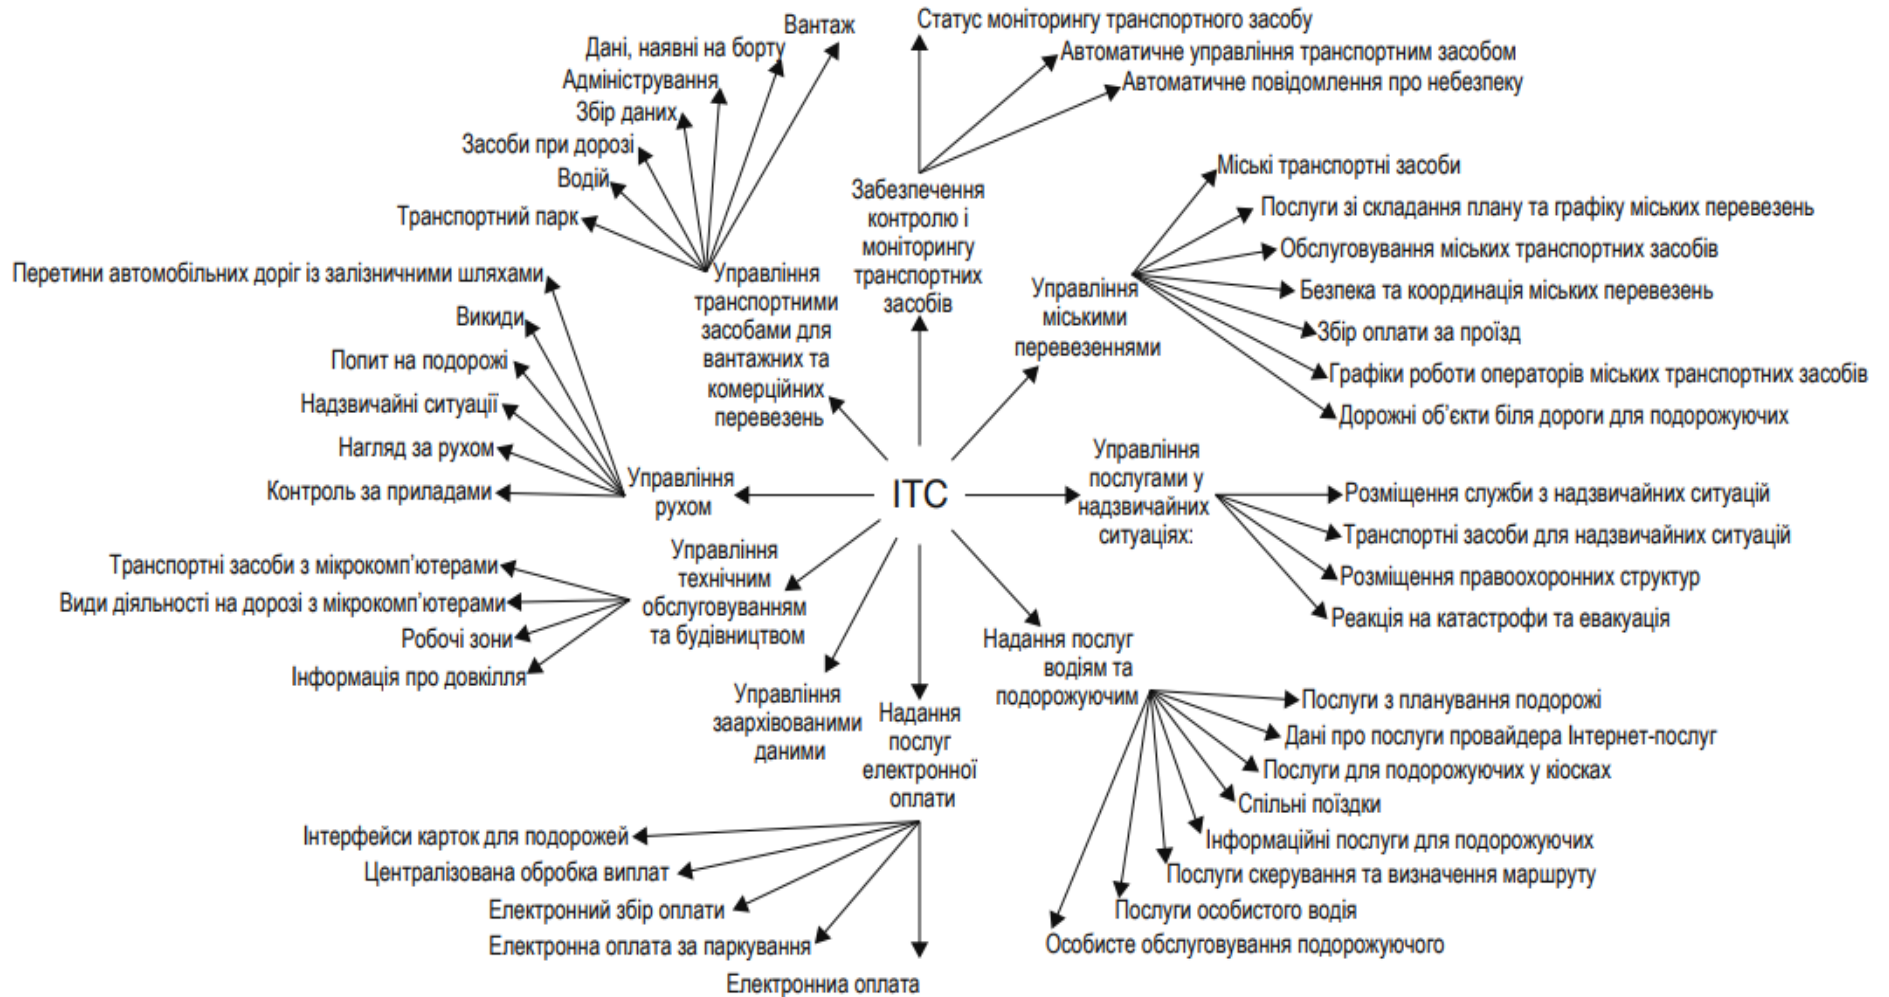 Вантаж
Дані, наявні на борту
Адміністрування
Збір даних
Засоби при дорозі
Водій
Транспортний парк
Управління
транспортними
засобами для
вантажних та
комерційних
перевезень
Статус моніторингу транспортного засобу
Автоматичне управління транспортним засобом
Автоматичне повідомлення про небезпеку
Забезпечення
контролю і
моніторингу
транспортних
засобів
Міські транспортні засоби
Послуги зі складання плану та графіку міських перевезень
Обслуговування міських транспортних засобів
Безпека та координація міських перевезень
Збір оплати за проїзд
Графіки роботи операторів міських транспортних засобів
Дорожні об'єкти біля дороги для подорожуючих
Управління
міськими
перевезеннями
Перетини автомобільних доріг із залізничними шляхами
Викиди
Попит на подорожі
Надзвичайні ситуації
Нагляд за рухом
Контроль за приладами
Управління
рухом
ІТС
Управління
послугами у
надзвичайних
ситуаціях:
Розміщення служби з надзвичайних ситуацій
Транспортні засоби для надзвичайних ситуацій
Розміщення правоохоронних структур
Реакція на катастрофи та евакуація
Транспортні засоби з мікрокомп'ютерами
Види діяльності на дорозі з мікрокомп'ютерами
Робочі зони
Інформація про довкілля
Управління
технічним
обслуговуванням
та будівництвом
Управління
заархівованими
даними
Надання
послуг
електронної
оплати
Надання послуг
водіям та
подорожуючим
Послуги з планування подорожі
Дані про послуги провайдера Інтернет-послуг
Послуги для подорожуючих у кіосках
Спільні поїздки
Інформаційні послуги для подорожуючих
Послуги скерування та визначення маршруту
Послуги особистого водія
Особисте обслуговування подорожуючого
Інтерфейси карток для подорожей
Централізована обробка виплат
Електронний збір оплати
Електронна оплата за паркування
Електронниа оплата